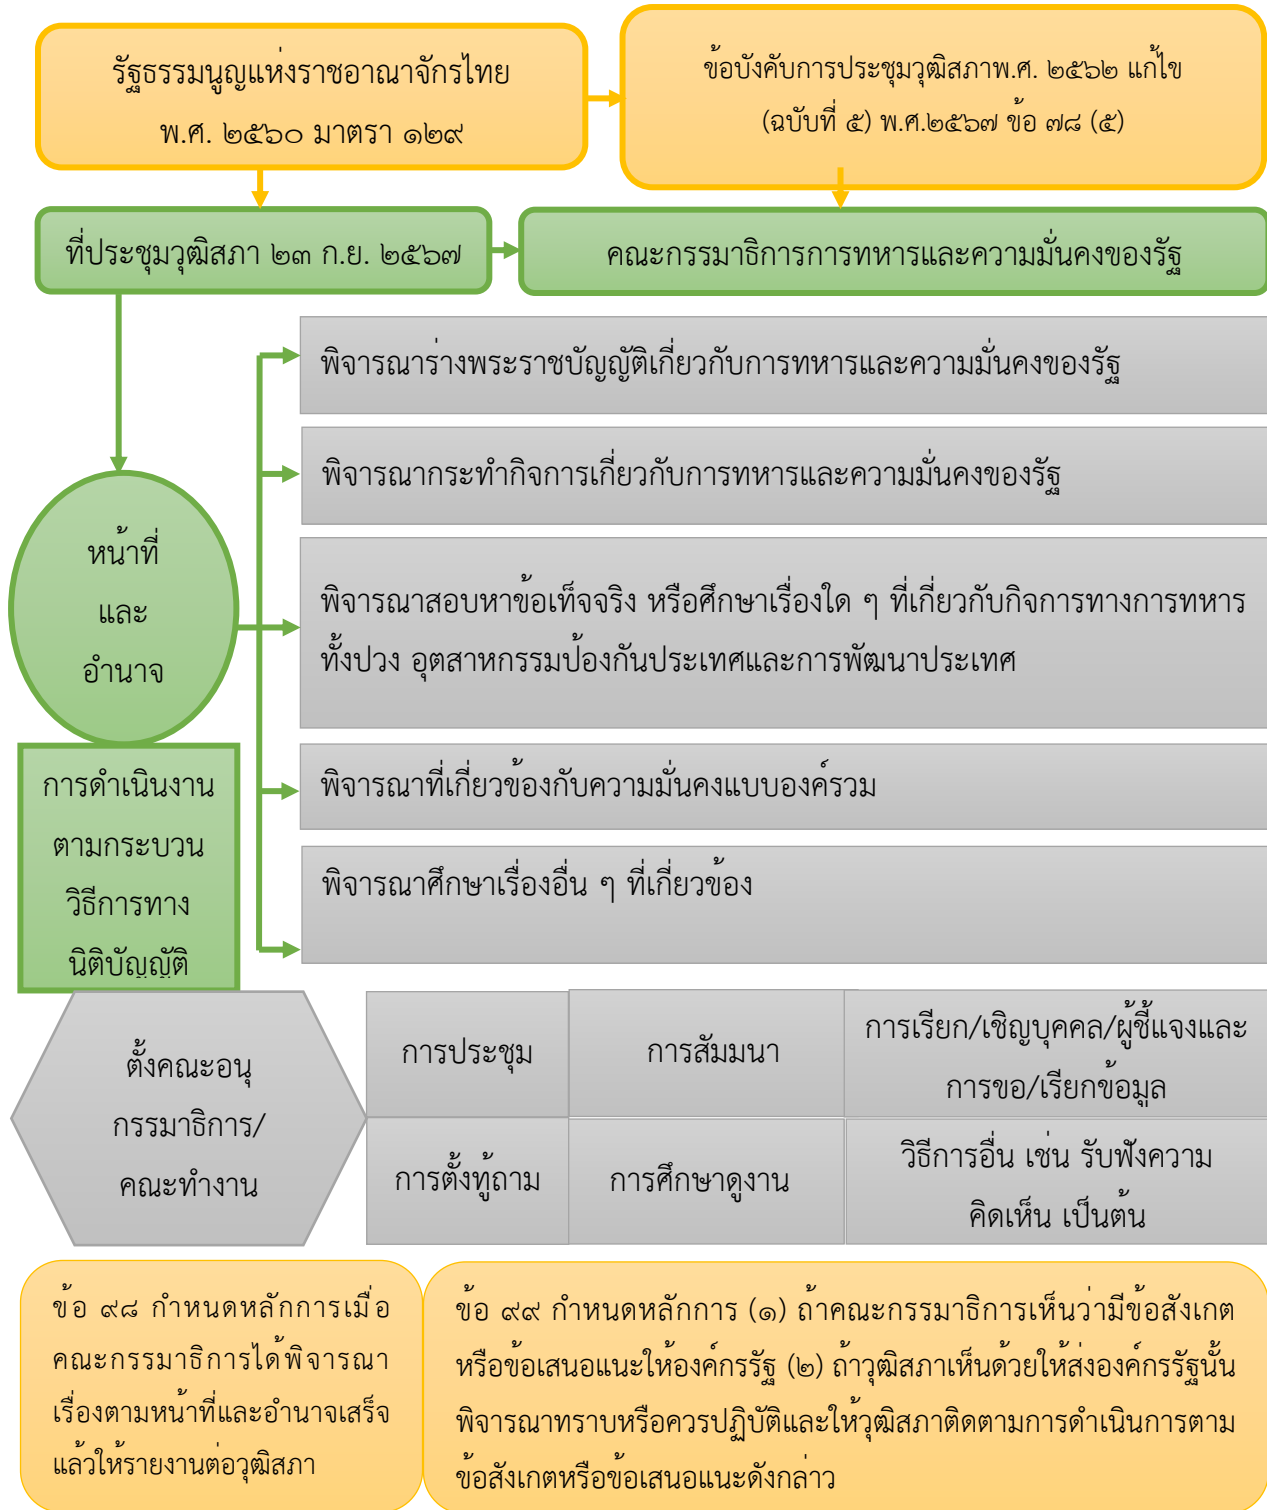 รัฐธรรมนูญแห่งราชอาณาจักรไทย
พ.ศ. ๒๕๖๐ มาตรา ๑๒๙
ข้อบังคับการประชุมวุฒิสภาพ.ศ. ๒๕๖๒ แก้ไข
(ฉบับที่ ๕) พ.ศ.๒๕๖๗ ข้อ ๗๘ (๕)
ที่ประชุมวุฒิสภา ๒๓ ก.ย. ๒๕๖๗
คณะกรรมาธิการการทหารและความมั่นคงของรัฐ
พิจารณาร่างพระราชบัญญัติเกี่ยวกับการทหารและความมั่นคงของรัฐ
พิจารณากระทำกิจการเกี่ยวกับการทหารและความมั่นคงของรัฐ
หน้าที่
และ
อำนาจ
พิจารณาสอบหาข้อเท็จจริง หรือศึกษาเรื่องใด ๆ ที่เกี่ยวกับกิจการทางการทหาร
ทั้งปวง อุตสาหกรรมป้องกันประเทศและการพัฒนาประเทศ
พิจารณาที่เกี่ยวข้องกับความมั่นคงแบบองค์รวม
พิจารณาศึกษาเรื่องอื่น ๆ ที่เกี่ยวข้อง
การดำเนินงาน
ตามกระบวน
วิธีการทาง
นิติบัญญัติ
ตั้งคณะอนุ
กรรมาธิการ/
คณะทำงาน
การประชุม
การสัมมนา
การเรียก/เชิญบุคคล/ผู้ชี้แจงและ
การขอ/เรียกข้อมูล
การตั้งทู้ถาม
การศึกษาดูงาน
วิธีการอื่น เช่น รับฟังความ
คิดเห็น เป็นต้น
ข้อ ๙๘ กำหนดหลักการเมื่อ
คณะกรรมาธิการได้พิจารณา
เรื่องตามหน้าที่และอำนาจเสร็จ
แล้วให้รายงานต่อวุฒิสภา
ข้อ ๙๙ กำหนดหลักการ (๑) ถ้าคณะกรรมาธิการเห็นว่ามีข้อสังเกต
หรือข้อเสนอแนะให้องค์กรรัฐ (๒) ถ้าวุฒิสภาเห็นด้วยให้ส่งองค์กรรัฐนั้น
พิจารณาทราบหรือควรปฏิบัติและให้วุฒิสภาติดตามการดำเนินการตาม
ข้อสังเกตหรือข้อเสนอแนะดังกล่าว